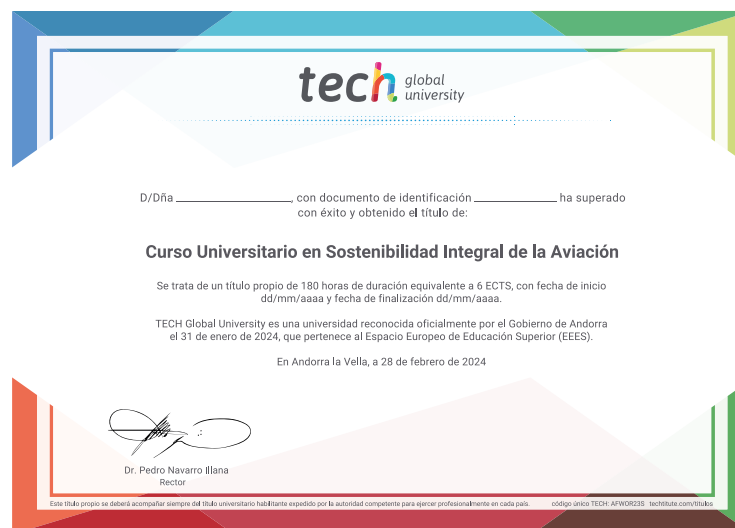 tech global
university
D/Dña ____________________, con documento de identificación ______________ ha superado
con éxito y obtenido el título de:
Curso Universitario en Sostenibilidad Integral de la Aviación
Se trata de un título propio de 180 horas de duración equivalente a 6 ECTS, con fecha de inicio
dd/mm/aaaa y fecha de finalización dd/mm/aaaa.
TECH Global University es una universidad reconocida oficialmente por el Gobierno de Andorra
el 31 de enero de 2024, que pertenece al Espacio Europeo de Educación Superior (EEES).
En Andorra la Vella, a 28 de febrero de 2024
Dr. Pedro Navarro Illana
Rector
Este título propio se deberá acompañar siempre del título universitario habilitante expedido por la autoridad competente para ejercer profesionalmente en cada país. código único TECH: AFWOR23S techtitute.com/títulos